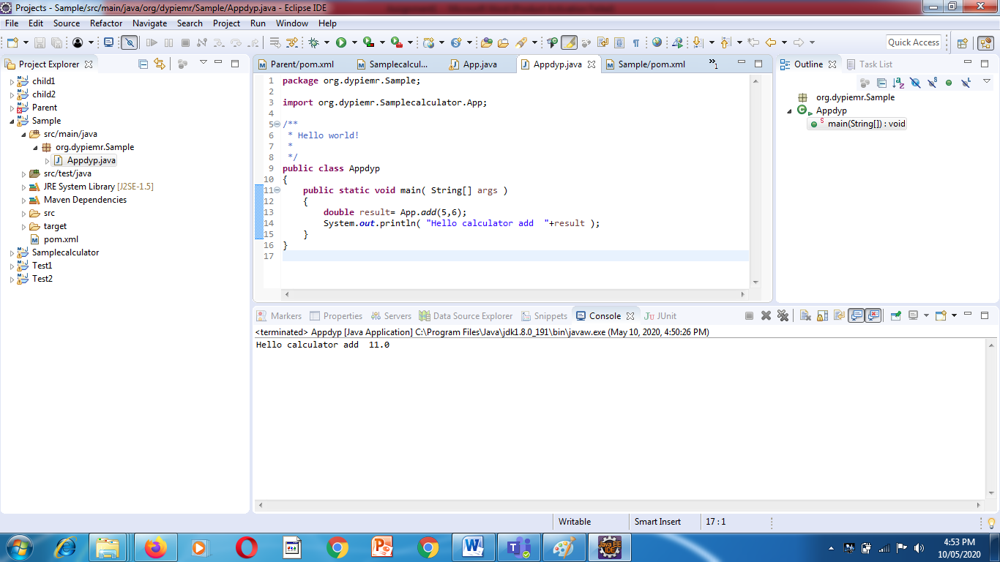 Projects - Sample/src/main/java/org/dypiemr/Sample/Appdyp.java - Eclipse IDE
File Edit Source Refactor Navigate Search Project Run Window Help
Quick Access
Project Explorer
child1
child2
Parent
Sample
src/main/java
org.dypiemr.Sample
Appdyp.java
src/test/java
JRE System Library [J2SE-1.5]
Maven Dependencies
src
target
pom.xml
Samplecalculator
Test1
Test2
Parent/pom.xml Samplecalcul... App.java Appdyp.java Sample/pom.xml »1
1 package org.dypiemr.Sample;
2
3 import org.dypiemr.Samplecalculator.App;
4
5 /**
6 * Hello world!
7 *
8 */
9 public class Appdyp
10 {
11 public static void main( String[] args )
12 {
13 double result= App.add(5,6);
14 System.out.println( "Hello calculator add  "+result );
15 }
16 }
17
Outline Task List
org.dypiemr.Sample
Appdyp
main(String[]) : void
Markers Properties Servers Data Source Explorer Snippets Console JUnit
<terminated> Appdyp [Java Application] C:\Program Files\Java\jdk1.8.0_191\bin\javaw.exe (May 10, 2020, 4:50:26 PM)
Hello calculator add  11.0
Writable Smart Insert 17 : 1
Java EE
IDE
4:53 PM
10/05/2020